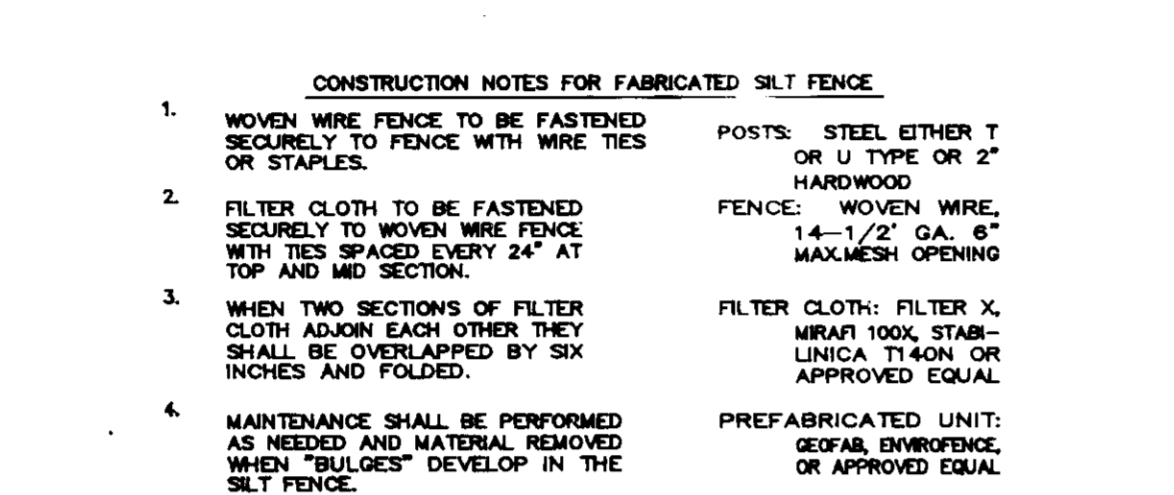 CONSTRUCTION NOTES FOR FABRICATED SILT FENCE
1.
WOVEN WIRE FENCE TO BE FASTENED
SECURELY TO FENCE WITH WIRE TIES
OR STAPLES.
2.
FILTER CLOTH TO BE FASTENED
SECURELY TO WOVEN WIRE FENCE
WITH TIES SPACED EVERY 24" AT
TOP AND MID SECTION.
3.
WHEN TWO SECTIONS OF FILTER
CLOTH ADJOIN EACH OTHER THEY
SHALL BE OVERLAPPED BY SIX
INCHES AND FOLDED.
4.
MAINTENANCE SHALL BE PERFORMED
AS NEEDED AND MATERIAL REMOVED
WHEN "BULGES" DEVELOP IN THE
SILT FENCE.
POSTS: STEEL EITHER T
OR U TYPE OR 2"
HARDWOOD
FENCE: WOVEN WIRE,
14-1/2' GA. 6"
MAX.MESH OPENING
FILTER CLOTH: FILTER X,
MIRAFI 100X, STABI-
LINICA T140N OR
APPROVED EQUAL
PREFABRICATED UNIT:
GEOFAB, ENVIROFENCE,
OR APPROVED EQUAL